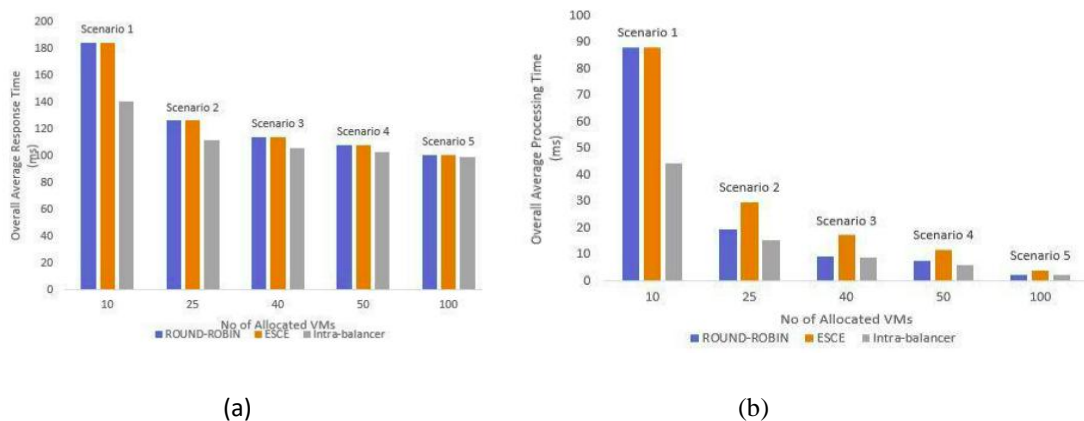 200
180
160
140
120
100
80
60
40
20
0
Overall Average Response Time
(ms)
Scenario 1
Scenario 2
Scenario 3
Scenario 4
Scenario 5
10 25 40 50 100
No of Allocated VMs
ROUND-ROBIN ESCE Intra-balancer
(a)
100
90
80
70
60
50
40
30
20
10
0
Overall Average Processing Time
(ms)
Scenario 1
Scenario 2
Scenario 3
Scenario 4
Scenario 5
10 25 40 50 100
No of Allocated VMs
ROUND-ROBIN ESCE Intra-balancer
(b)